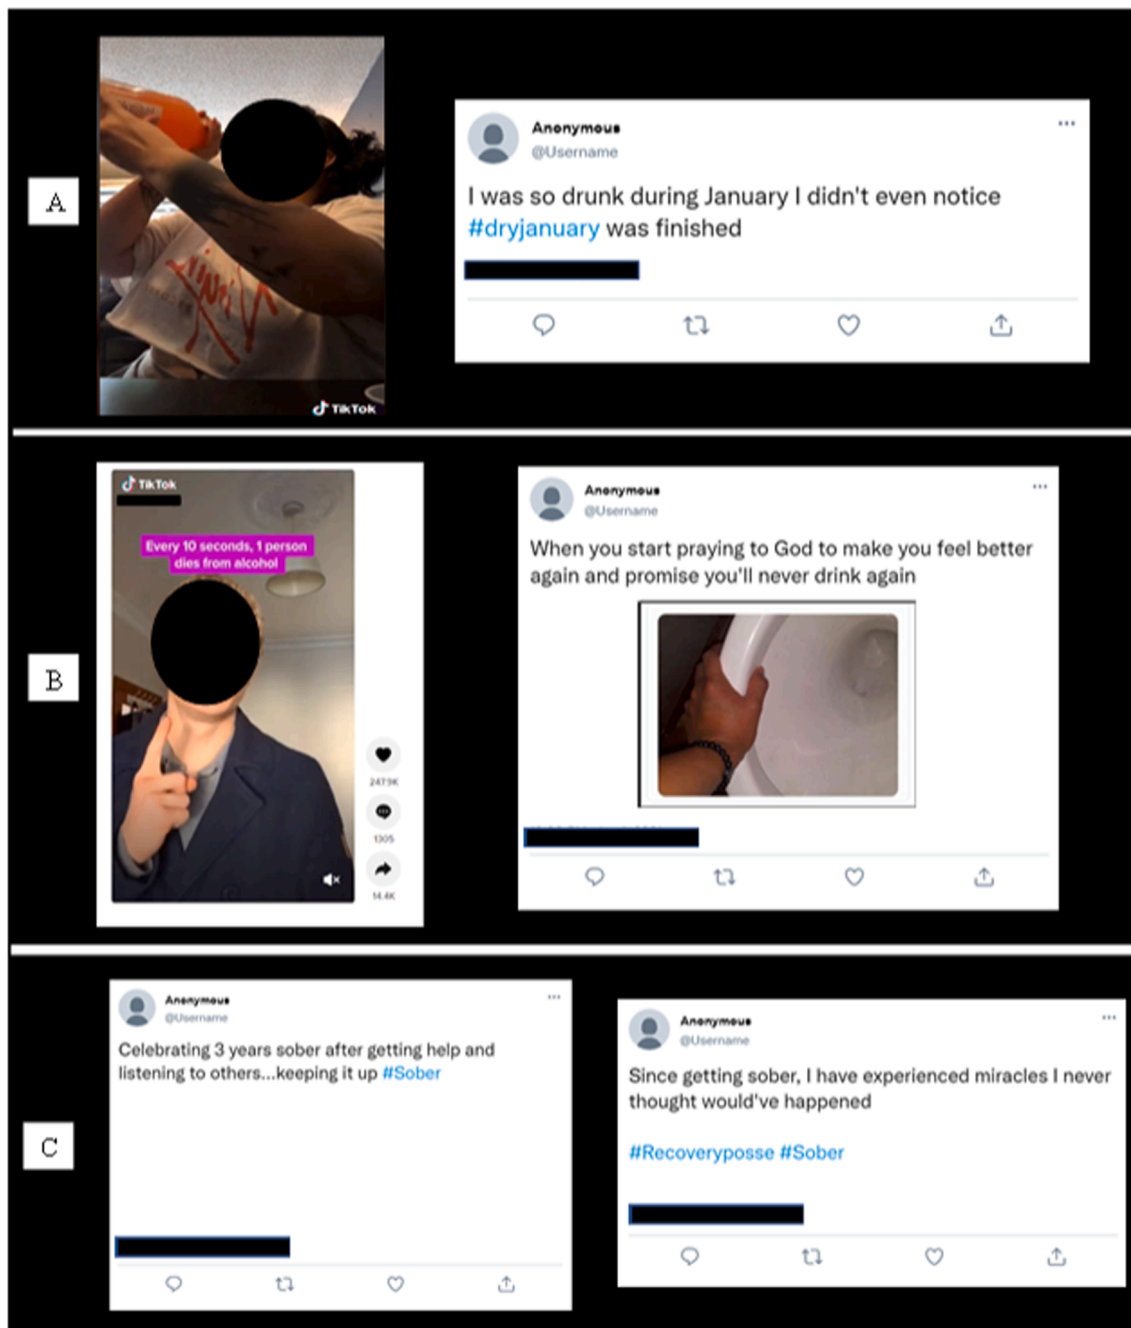 A
TikTok
Anonymous
@Username
I was so drunk during January I didn't even notice
#dryjanuary was finished
B
TikTok
Every 10 seconds, 1 person
dies from alcohol
1305
14.4K
Anonymous
@Username
When you start praying to God to make you feel better
again and promise you'll never drink again
C
Anonymous
@Username
Celebrating 3 years sober after getting help and
listening to others...keeping it up #Sober
Anonymous
@Username
Since getting sober, I have experienced miracles I never
thought would've happened
#Recoveryposse #Sober